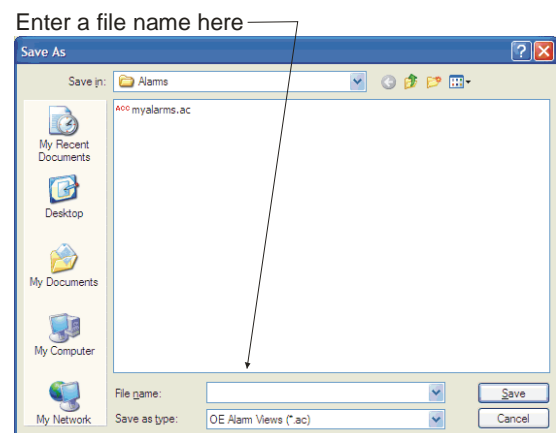 Enter a file name here
Save As
Save in:
Alarms
ACC myalarms.ac
My Recent
Documents
Desktop
My Documents
My Computer
My Network
File name:
Save
Save as type:
OE Alarm Views (*.ac)
Cancel